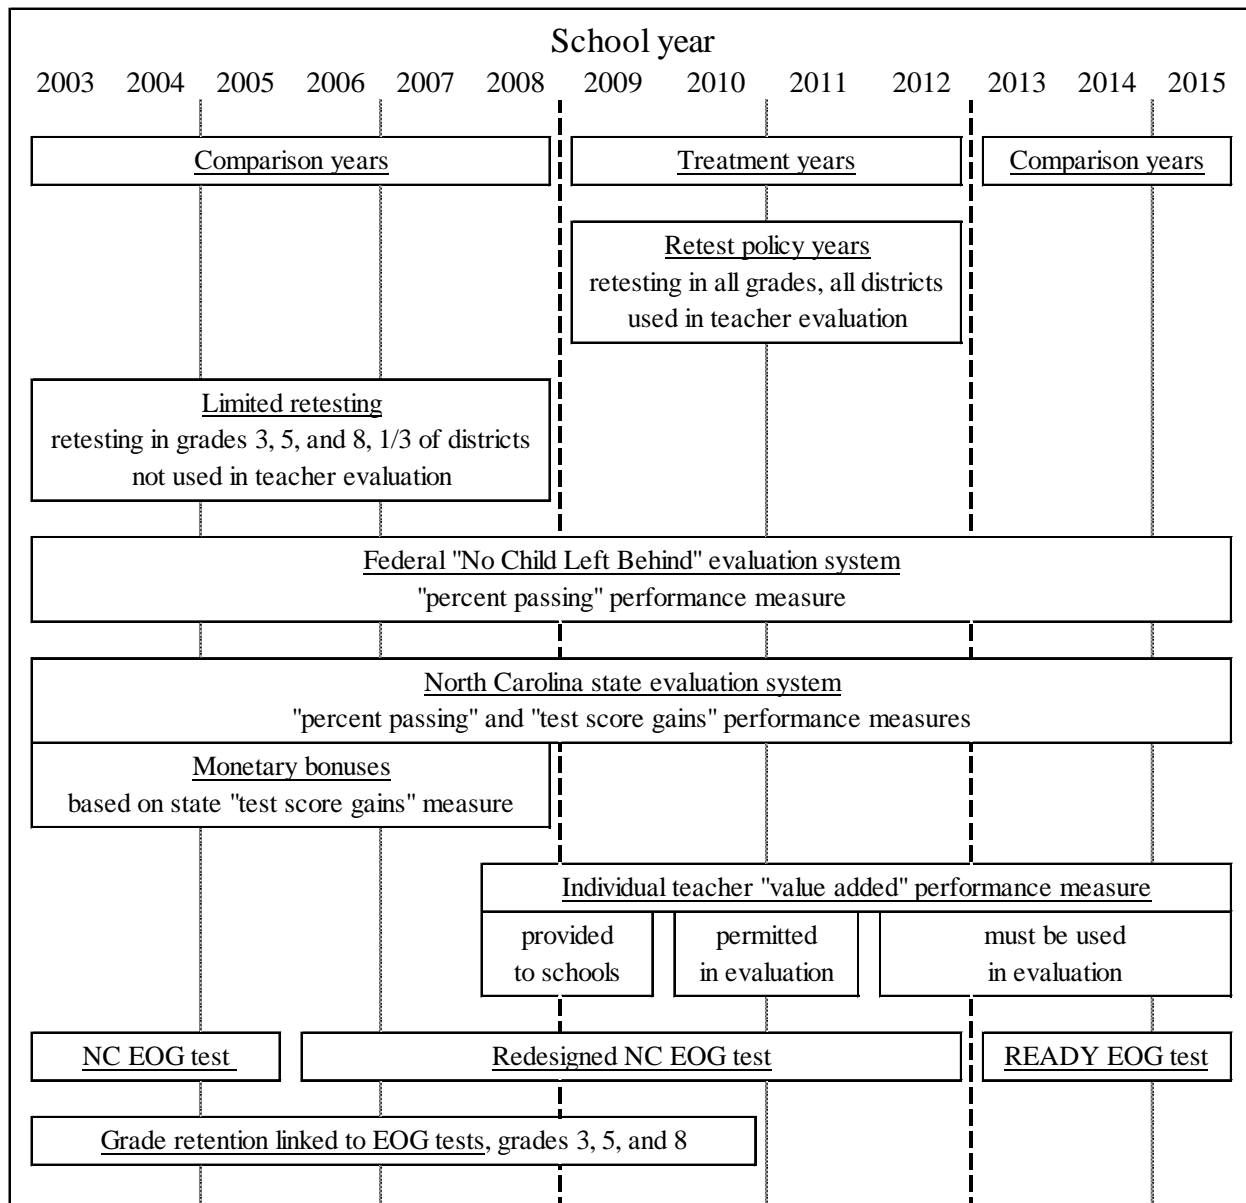 School year
2003 2004 2005 2006 2007 2008 2009 2010 2011 2012 2013 2014 2015
Comparison years
Treatment years
Comparison years
Retest policy years
retesting in all grades, all districts
used in teacher evaluation
Limited retesting
retesting in grades 3, 5, and 8, 1/3 of districts
not used in teacher evaluation
Federal "No Child Left Behind" evaluation system
"percent passing" performance measure
North Carolina state evaluation system
"percent passing" and "test score gains" performance measures
Monetary bonuses
based on state "test score gains" measure
Individual teacher "value added" performance measure
provided
to schools
permitted
in evaluation
must be used
in evaluation
NC EOG test
Redesigned NC EOG test
READY EOG test
Grade retention linked to EOG tests, grades 3, 5, and 8